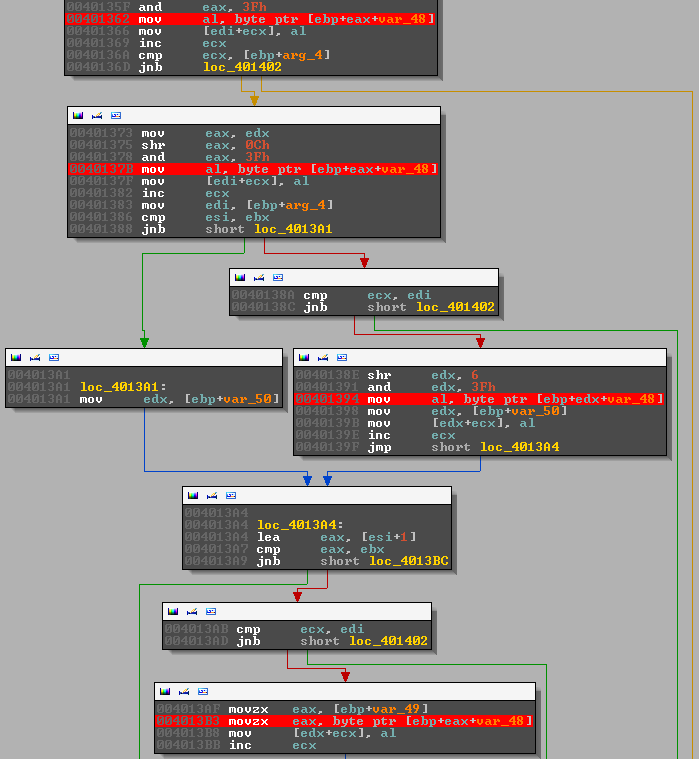 0040135F and eax, 3Fh
00401362 mov al, byte ptr [ebp+eax+var_48]
00401366 mov [edi+ecx], al
00401369 inc ecx
0040136A cmp ecx, [ebp+arg_4]
0040136D jnb loc_401402
00401373 mov eax, edx
00401375 shr eax, 0Ch
00401378 and eax, 3Fh
0040137B mov al, byte ptr [ebp+eax+var_48]
0040137F mov [edi+ecx], al
00401382 inc ecx
00401383 mov edi, [ebp+arg_4]
00401386 cmp esi, ebx
00401388 jnb short loc_4013A1
0040138A cmp ecx, edi
0040138C jnb short loc_401402
004013A1
004013A1 loc_4013A1:
004013A1 mov edx, [ebp+var_50]
0040138E shr edx, 6
00401391 and edx, 3Fh
00401394 mov al, byte ptr [ebp+edx+var_48]
00401398 mov edx, [ebp+var_50]
0040139B mov [edx+ecx], al
0040139E inc ecx
0040139F jmp short loc_4013A4
004013A4
004013A4 loc_4013A4:
004013A4 lea eax, [esi+1]
004013A7 cmp eax, ebx
004013A9 jnb short loc_4013BC
004013AB cmp ecx, edi
004013AD jnb short loc_401402
004013AF movzx eax, [ebp+var_49]
004013B3 movzx eax, byte ptr [ebp+eax+var_48]
004013B8 mov [edx+ecx], al
004013BB inc ecx